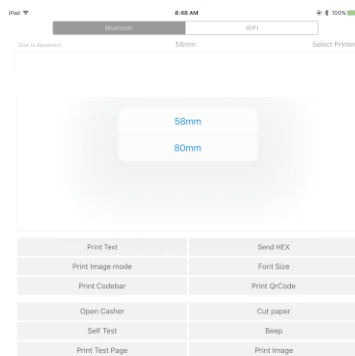 iPad 8:48 AM 100%
Bluetooth WiFi
Click to disconnect 58mm Select Printer
58mm
80mm
Print Text Send HEX
Print Image mode Font Size
Print Codebar Print QrCode
Open Casher Cut paper
Self Test Beep
Print Test Page Print Image